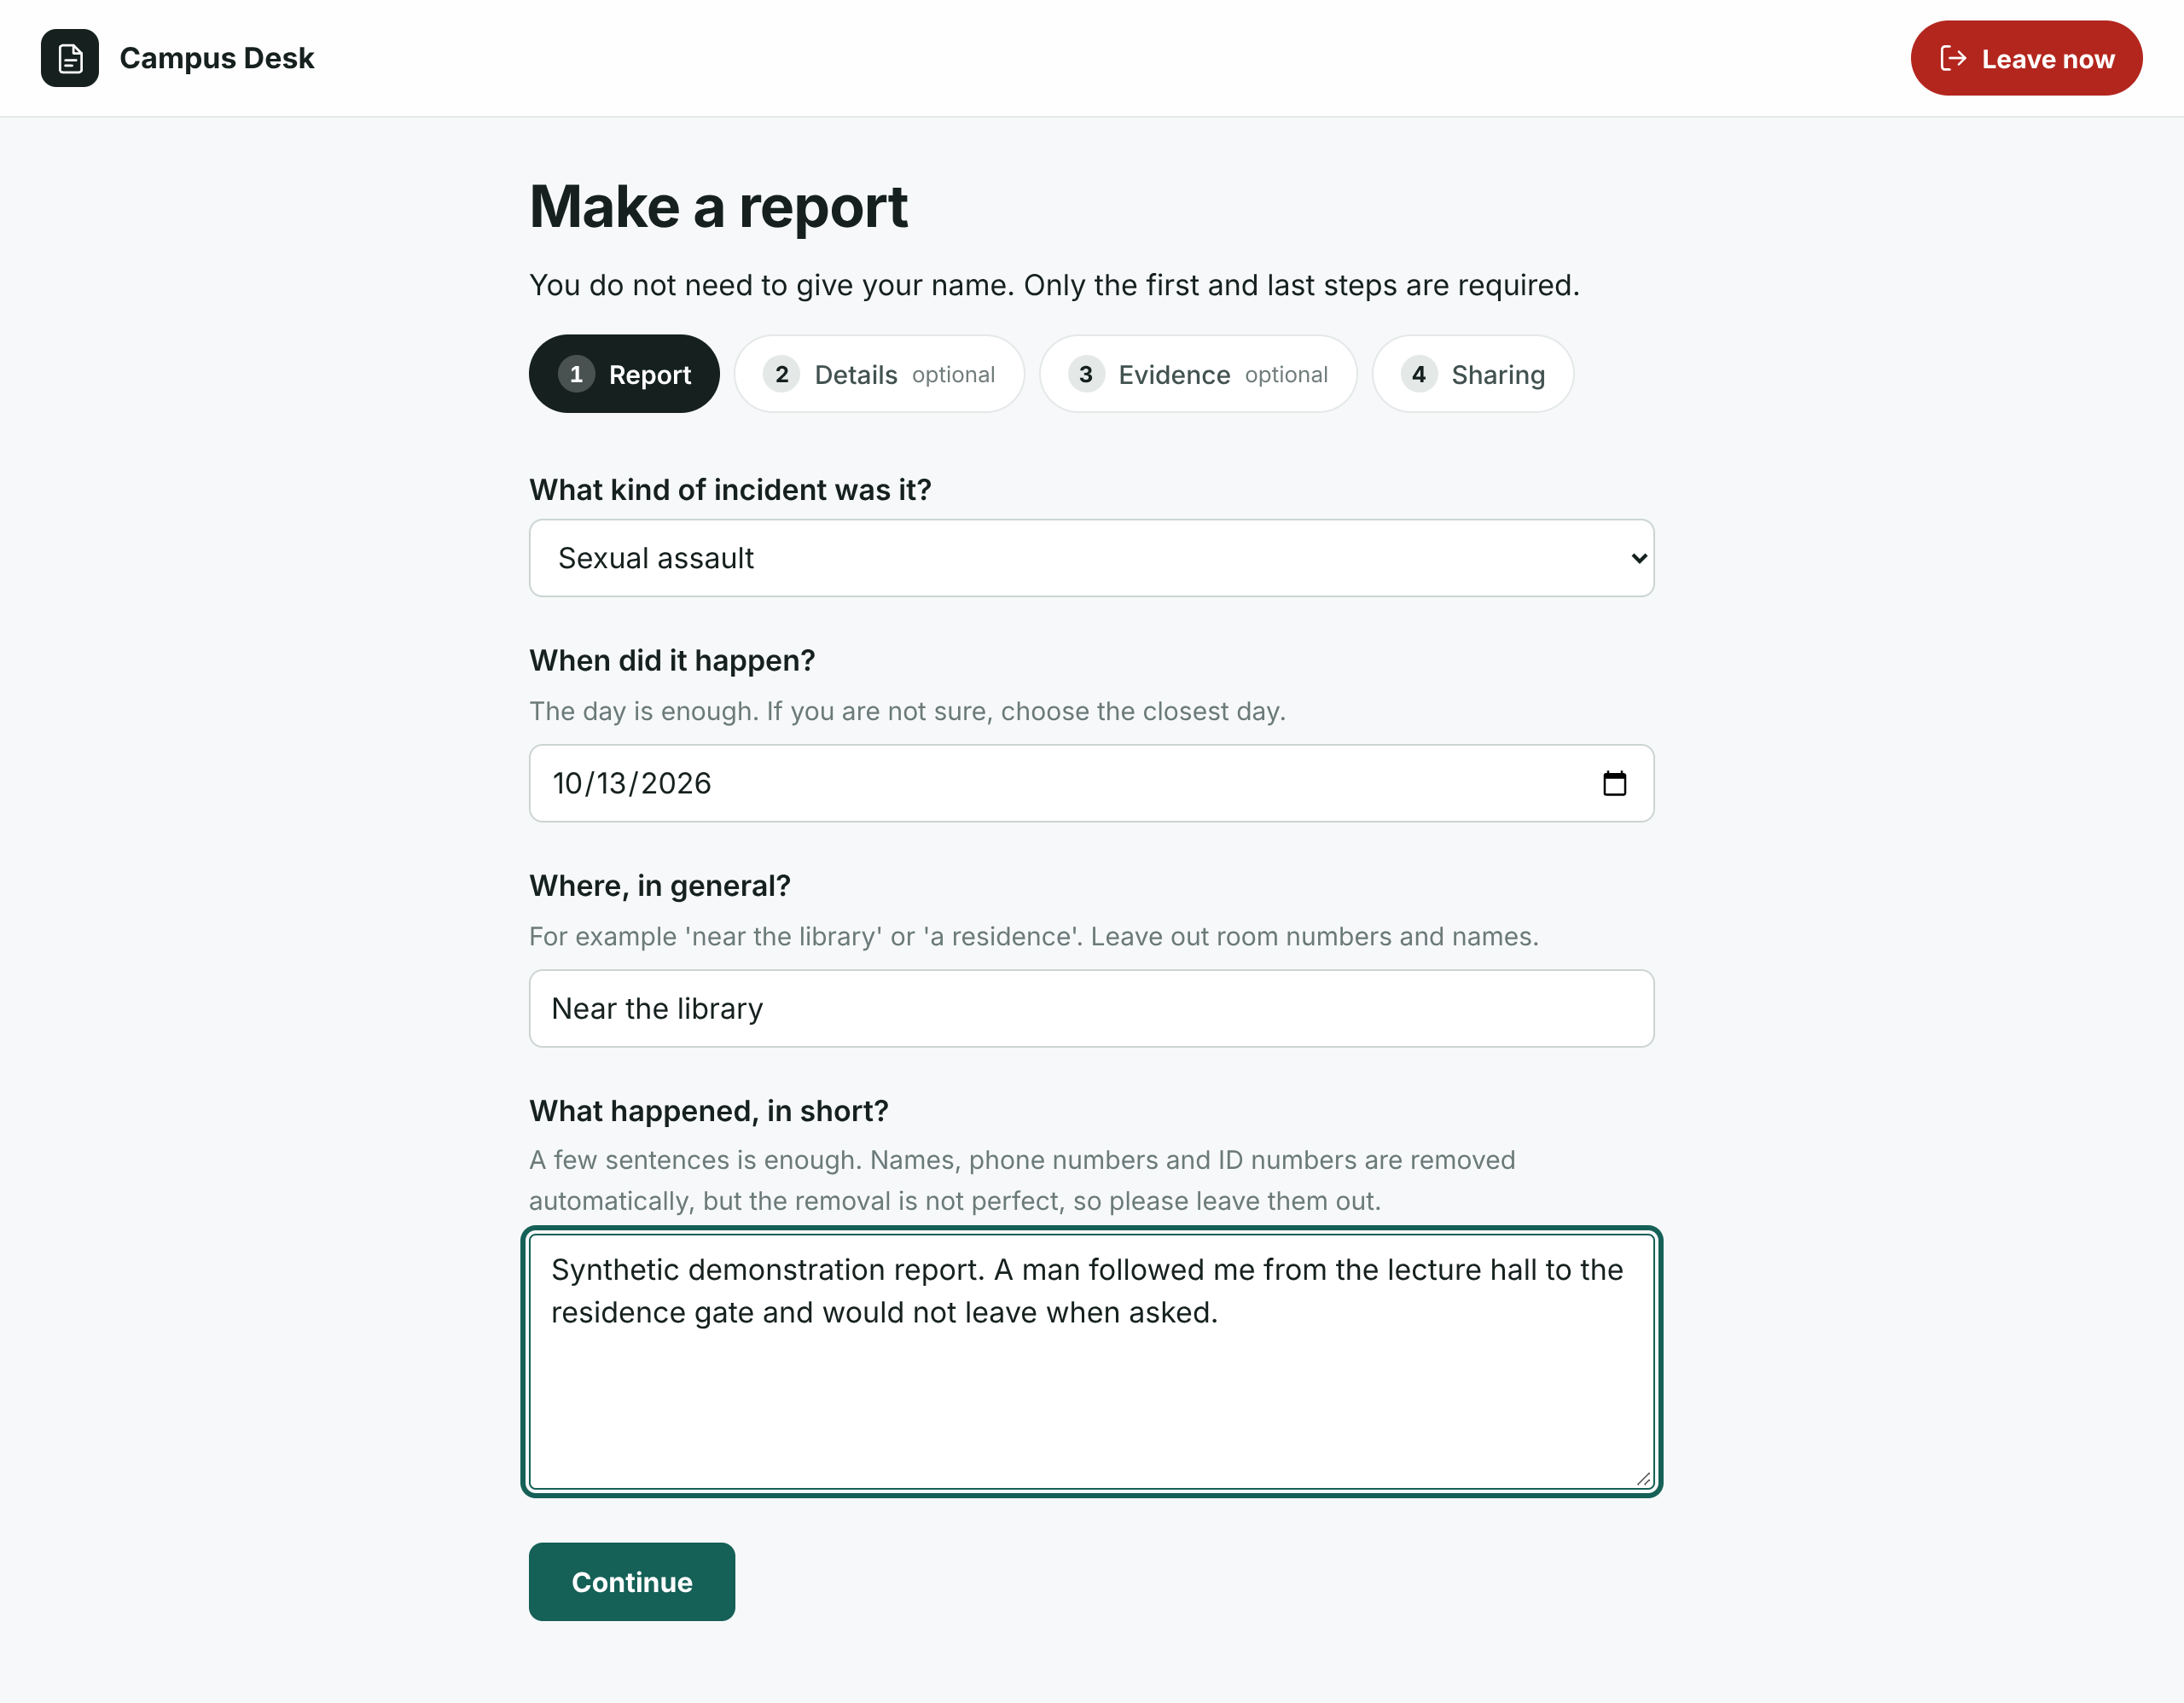 Campus Desk
Leave now
Make a report
You do not need to give your name. Only the first and last steps are required.
1 Report
2 Details optional
3 Evidence optional
4 Sharing
What kind of incident was it?
Sexual assault
When did it happen?
The day is enough. If you are not sure, choose the closest day.
10/13/2026
Where, in general?
For example 'near the library' or 'a residence'. Leave out room numbers and names.
Near the library
What happened, in short?
A few sentences is enough. Names, phone numbers and ID numbers are removed
automatically, but the removal is not perfect, so please leave them out.
Synthetic demonstration report. A man followed me from the lecture hall to the
residence gate and would not leave when asked.
Continue